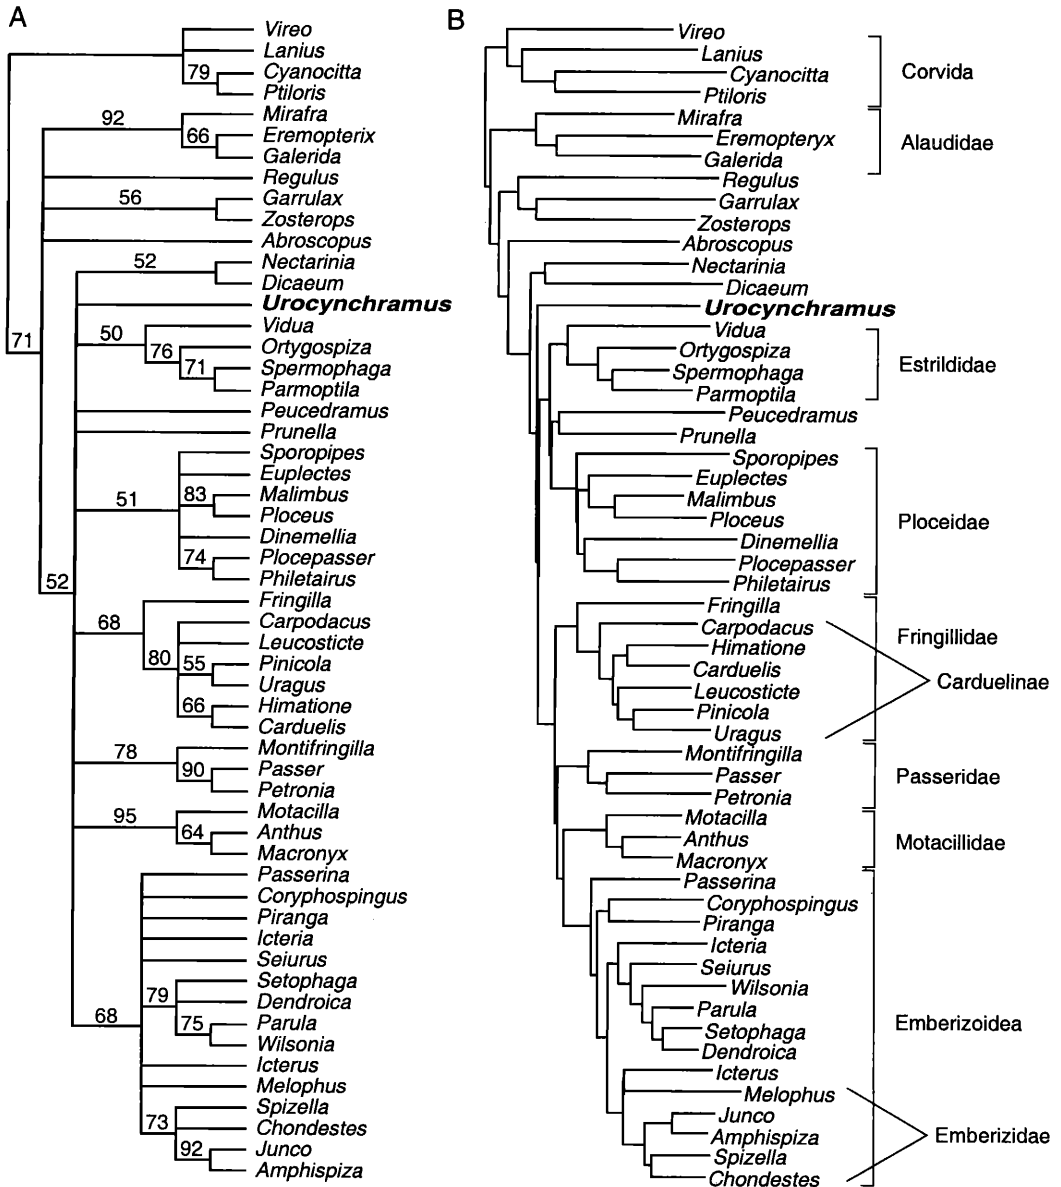 A
Vireo
Lanius
79
Cyanocitta
Ptiloris
92
Mirafra
66
Eremopterix
Galerida
Regulus
56
Garrulax
Zosterops
Abroscopus
52
Nectarinia
Dicaeum
Urocynchramus
71
50
Vidua
76
Ortygospiza
71
Spermophaga
Parmoptila
Peucedramus
Prunella
Sporopipes
Euplectes
51
83
Malimbus
Ploceus
Dinemellia
74
Plocepasser
Philetairus
52
Fringilla
68
Carpodacus
Leucosticte
80
55
Pinicola
Uragus
66
Himatione
Carduelis
78
Montifringilla
90
Passer
Petronia
95
Motacilla
64
Anthus
Macronyx
Passerina
Coryphospingus
Piranga
Icteria
Seiurus
Setophaga
79
Dendroica
68
75
Parula
Wilsonia
Icterus
Melophus
Spizella
73
Chondestes
92
Junco
Amphispiza
B
Vireo
Lanius
Cyanocitta
Ptiloris
Corvida
Mirafra
Eremopteryx
Galerida
Alaudidae
Regulus
Garrulax
Zosterops
Abroscopus
Nectarinia
Dicaeum
Urocynchramus
Vidua
Ortygospiza
Spermophaga
Parmoptila
Estrildidae
Peucedramus
Prunella
Sporopipes
Euplectes
Malimbus
Ploceus
Dinemellia
Plocepasser
Philetairus
Ploceidae
Fringilla
Carpodacus
Himatione
Carduelis
Leucosticte
Pinicola
Uragus
Fringillidae
Carduelinae
Montifringilla
Passer
Petronia
Passeridae
Motacilla
Anthus
Macronyx
Motacillidae
Passerina
Coryphospingus
Piranga
Icteria
Seiurus
Wilsonia
Parula
Setophaga
Dendroica
Icterus
Melophus
Junco
Amphispiza
Spizella
Chondestes
Emberizoidea
Emberizidae